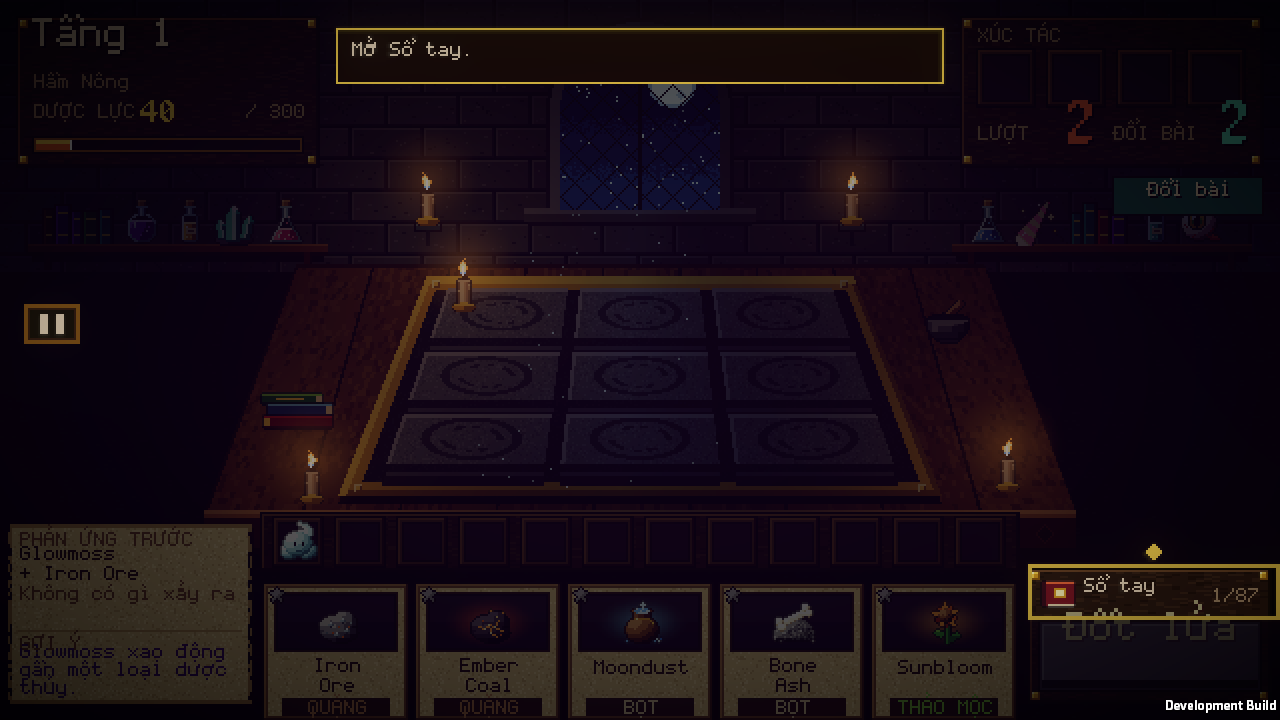 Tầng 1
Hầm Nông
DƯỢC LỰC 40 / 300
Mở Sổ tay.
XÚC TÁC
LƯỢT 2 ĐỔI BÀI 2
Đổi bài
PHẢN ỨNG TRƯỚC
Glowmoss
+ Iron Ore
Không có gì xảy ra
GỢI Ý
Glowmoss xao động
gần một loại dược
thủy.
Iron
Ore
QUẶNG
Ember
Coal
QUẶNG
Moondust
BỘT
Bone
Ash
BỘT
Sunbloom
THẢO MỘC
Sổ tay 1/87
Đốt lửa
Development Build